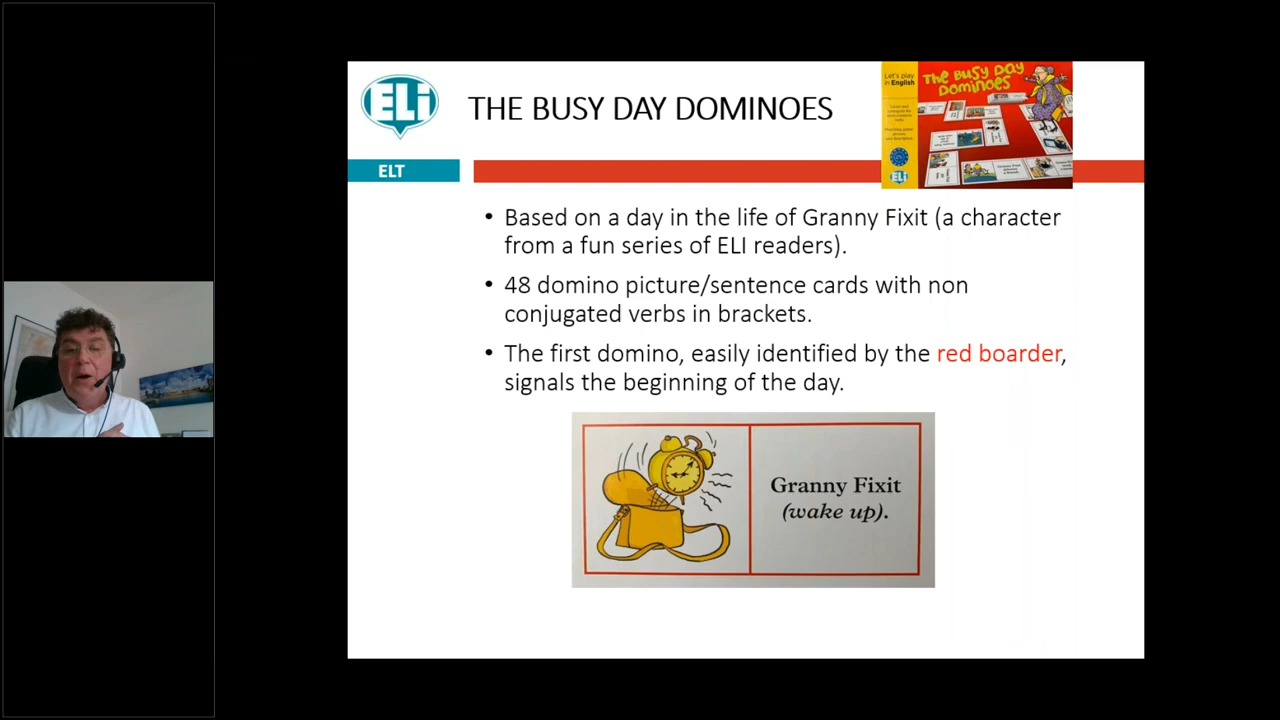 ELi
THE BUSY DAY DOMINOES
Let's play
in English
THE BUSY DAY
DOMINOES
ELi
ELT
• Based on a day in the life of Granny Fixit (a character
from a fun series of ELI readers).
• 48 domino picture/sentence cards with non
conjugated verbs in brackets.
• The first domino, easily identified by the red boarder,
signals the beginning of the day.
Granny Fixit
(wake up).